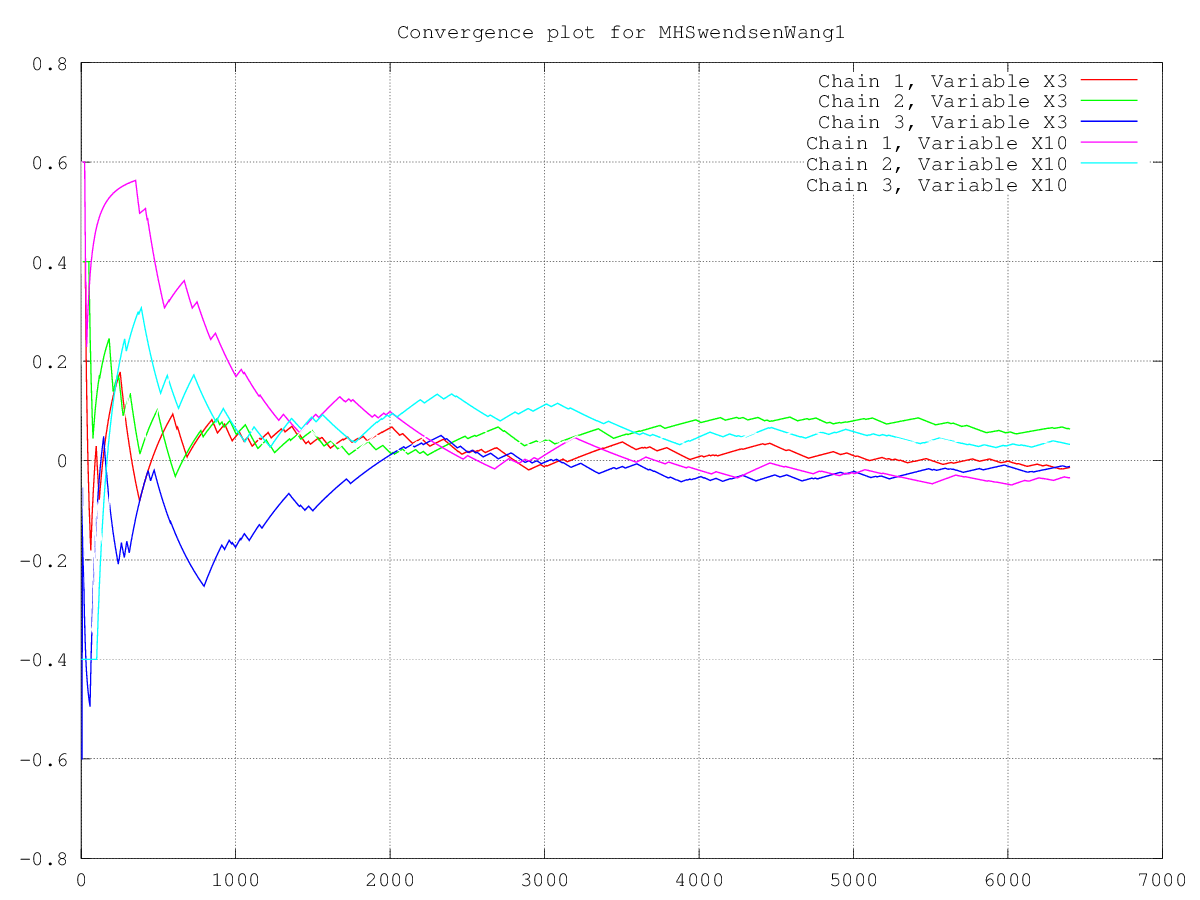 Convergence plot for MHSwendsenWang1
0.8
Chain 1, Variable X3
Chain 2, Variable X3
Chain 3, Variable X3
Chain 1, Variable X10
Chain 2, Variable X10
Chain 3, Variable X10
0.6
0.4
0.2
0
-0.2
-0.4
-0.6
-0.8
0 1000 2000 3000 4000 5000 6000 7000